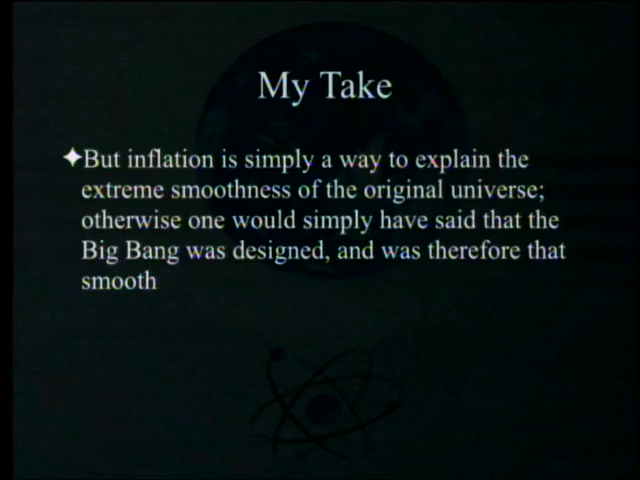 My Take
✦But inflation is simply a way to explain the
extreme smoothness of the original universe;
otherwise one would simply have said that the
Big Bang was designed, and was therefore that
smooth